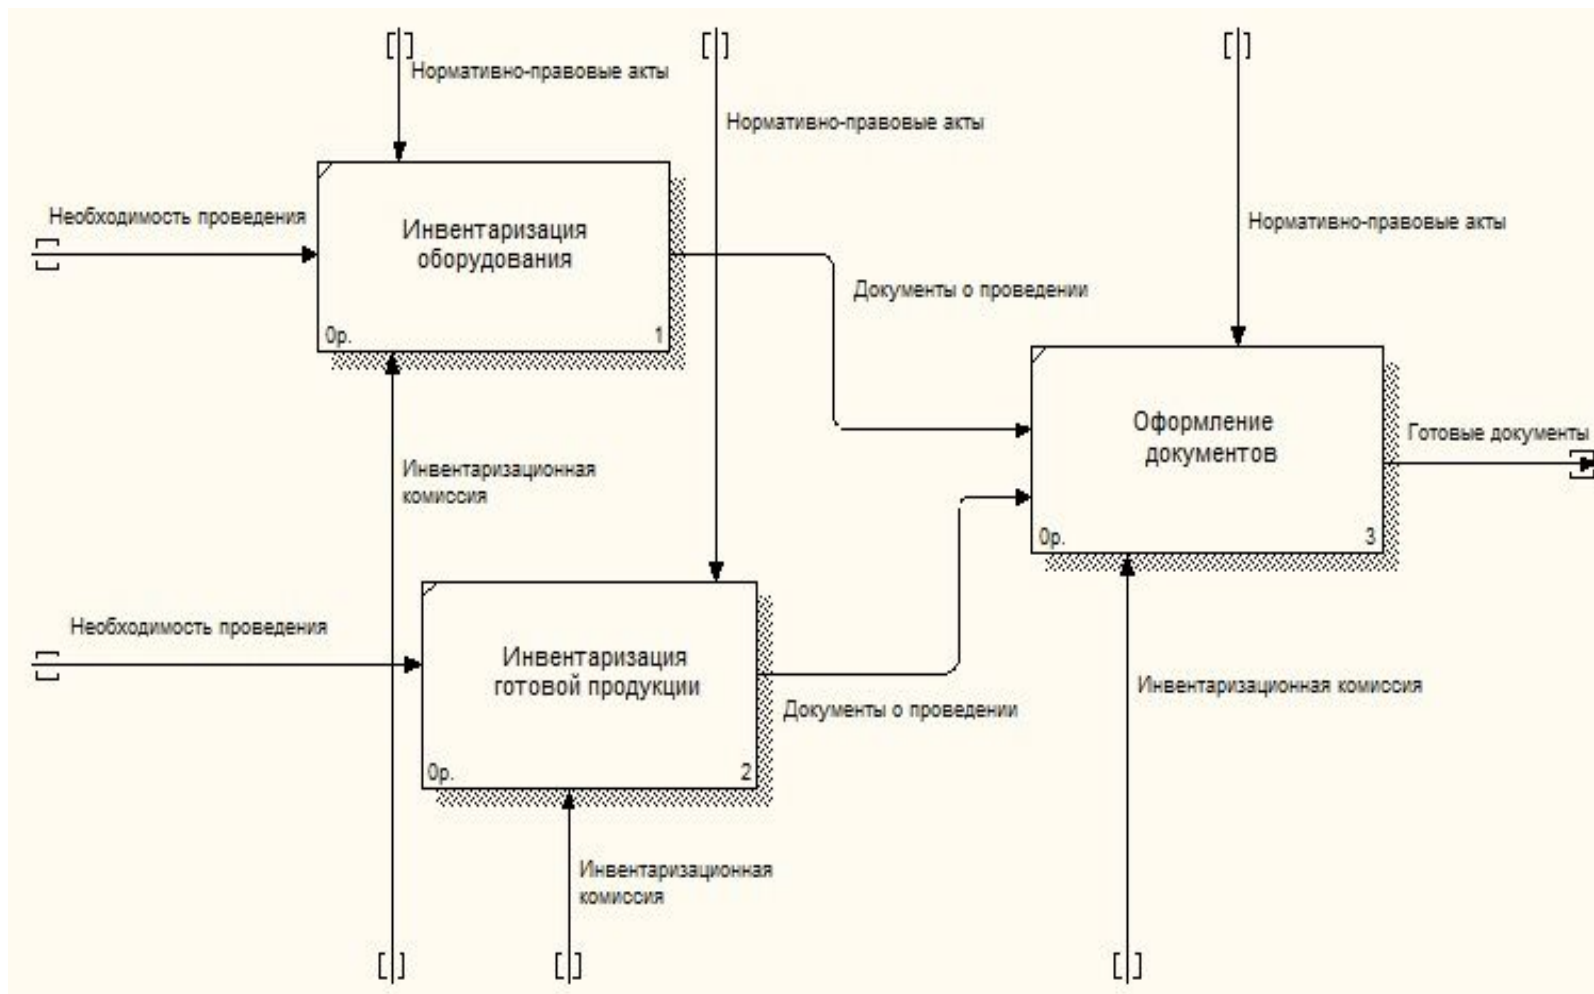 Нормативно-правовые акты
Нормативно-правовые акты
Нормативно-правовые акты
Необходимость проведения
Инвентаризация
оборудования
0р.
1
Документы о проведении
Инвентаризационная
комиссия
Оформление
документов
0р.
3
Готовые документы
Необходимость проведения
Инвентаризация
готовой продукции
0р.
2
Документы о проведении
Инвентаризационная комиссия
Инвентаризационная
комиссия